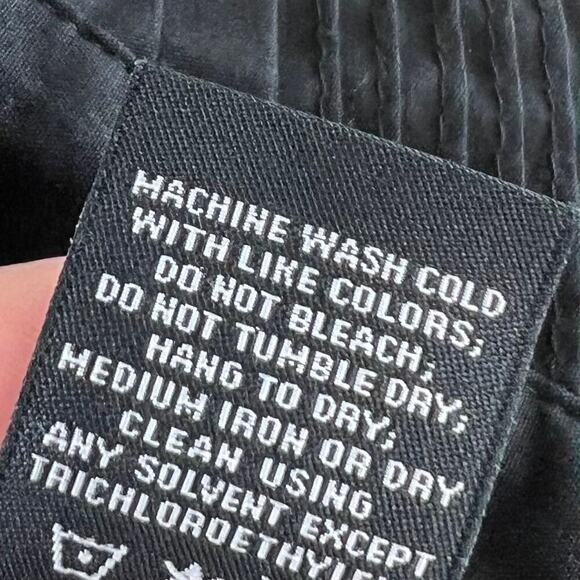 MACHINE WASH COLD
WITH LIKE COLORS;
DO NOT BLEACH;
DO NOT TUMBLE DRY;
HANG TO DRY;
MEDIUM IRON OR DRY
CLEAN USING
ANY SOLVENT EXCEPT